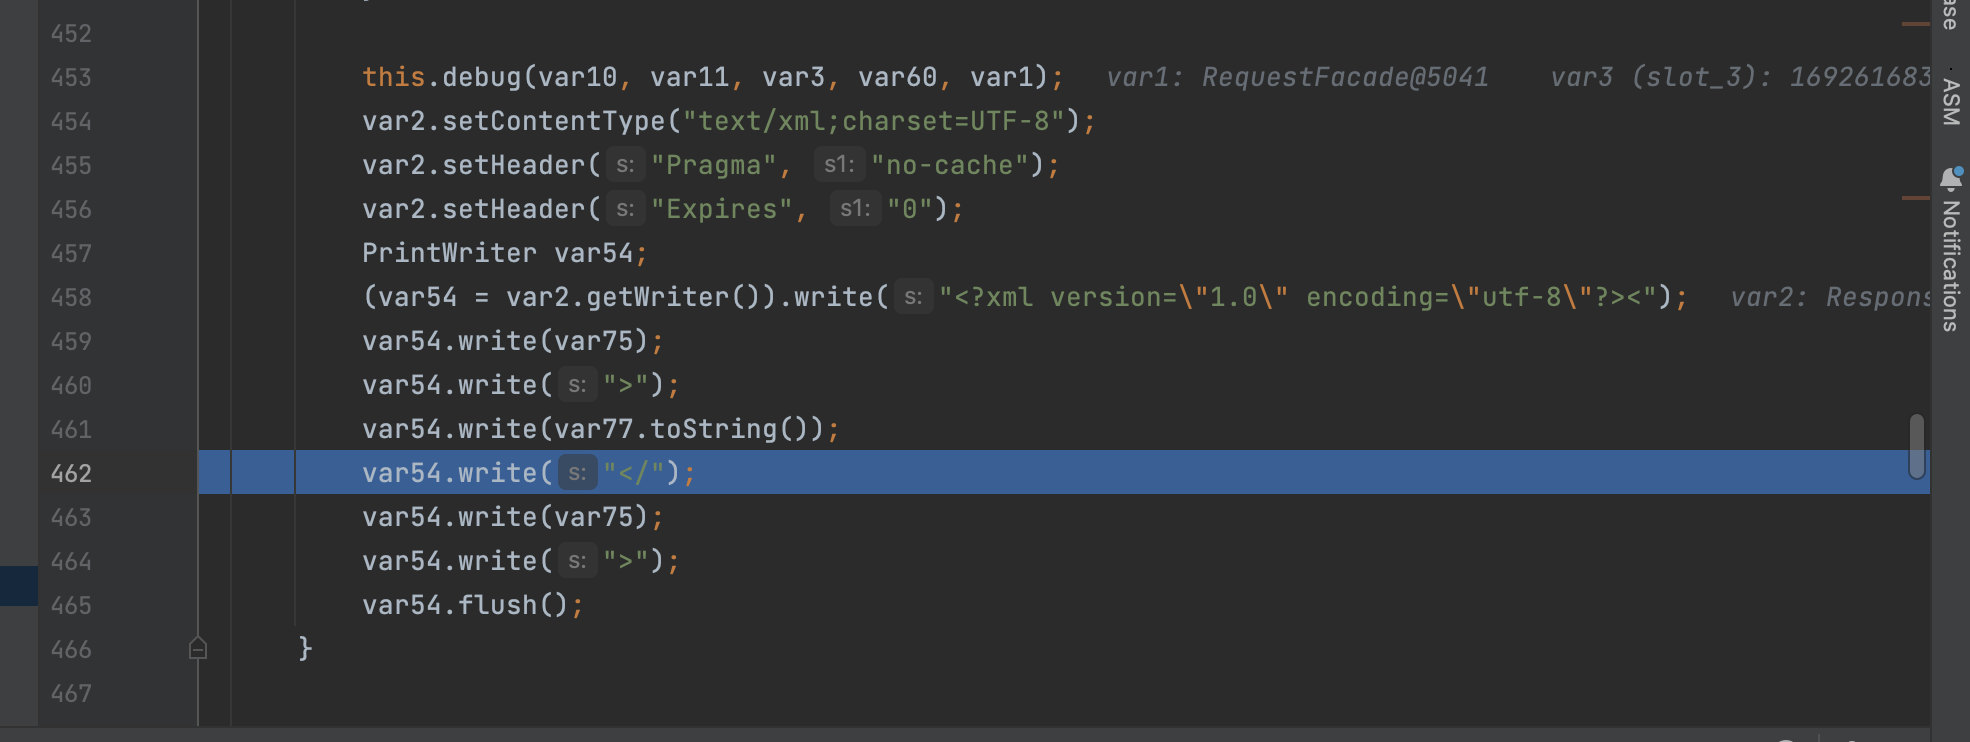 452
453 this.debug(var10, var11, var3, var60, var1); var1: RequestFacade@5041 var3 (slot_3): 169261683
454 var2.setContentType("text/xml;charset=UTF-8");
455 var2.setHeader( s: "Pragma", s1: "no-cache");
456 var2.setHeader( s: "Expires", s1: "0");
457 PrintWriter var54;
458 (var54 = var2.getWriter()).write( s: "<?xml version=\"1.0\" encoding=\"utf-8\"?><"); var2: Respons
459 var54.write(var75);
460 var54.write( s: ">");
461 var54.write(var77.toString());
462 var54.write( s: "</");
463 var54.write(var75);
464 var54.write( s: ">");
465 var54.flush();
466 }
467
ase
ASM
Notifications